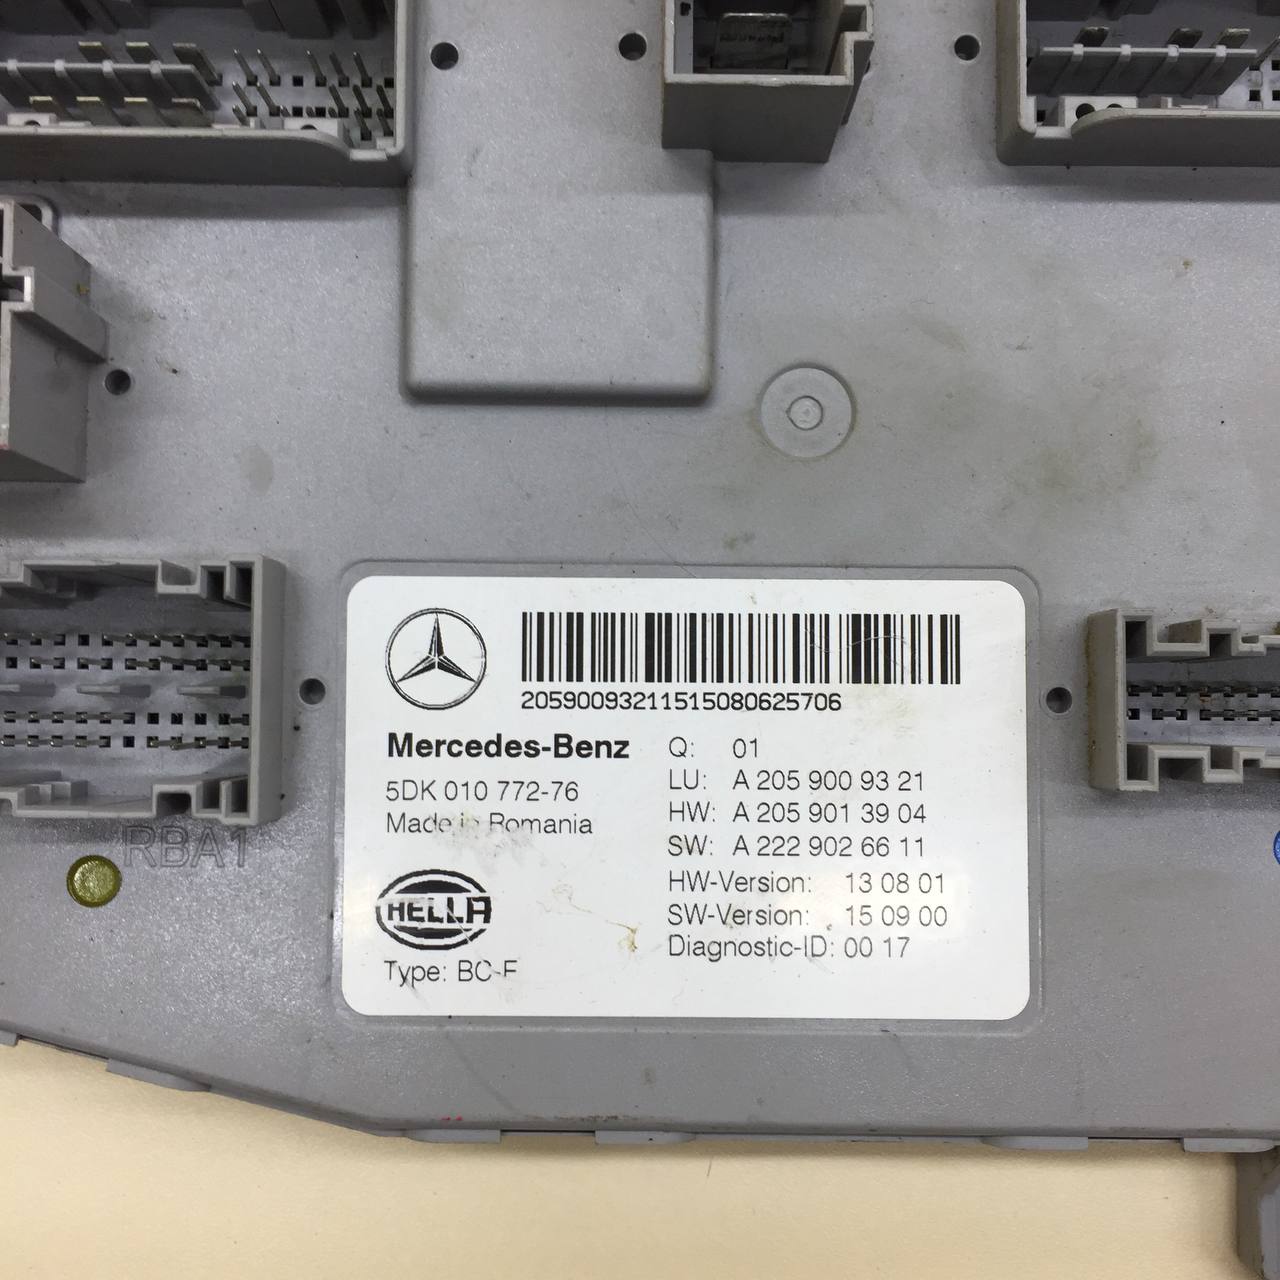 20590093211515080625706
Mercedes-Benz
5DK 010 772-76
Made in Romania
HELLA
Type: BC-F
Q: 01
LU: A 205 900 93 21
HW: A 205 901 39 04
SW: A 222 902 66 11
HW-Version: 13 08 01
SW-Version: 15 09 00
Diagnostic-ID: 00 17
RBA1